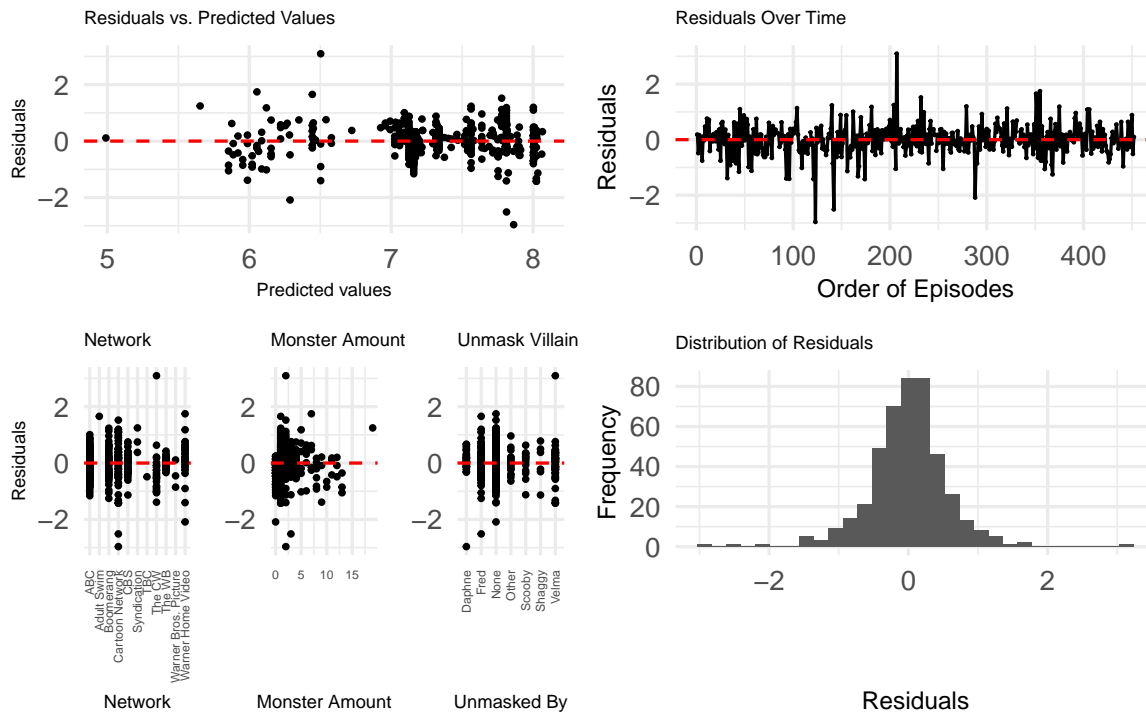 Residuals vs. Predicted Values
Residuals
2
0
−2
5 6 7 8
Predicted values
Residuals Over Time
Residuals
2
0
−2
0 100 200 300 400
Order of Episodes
Network
Residuals
2
0
−2
ABC
Adult Swim
Boomerang
Cartoon Network
CBS
Syndication
TBC
The CW
The WB
Warner Bros. Picture
Warner Home Video
Network
Monster Amount
2
0
−2
0 5 10 15
Monster Amount
Unmask Villain
2
0
−2
Daphne
Fred
None
Other
Scooby
Shaggy
Velma
Unmasked By
Distribution of Residuals
Frequency
80
60
40
20
0
−2 0 2
Residuals